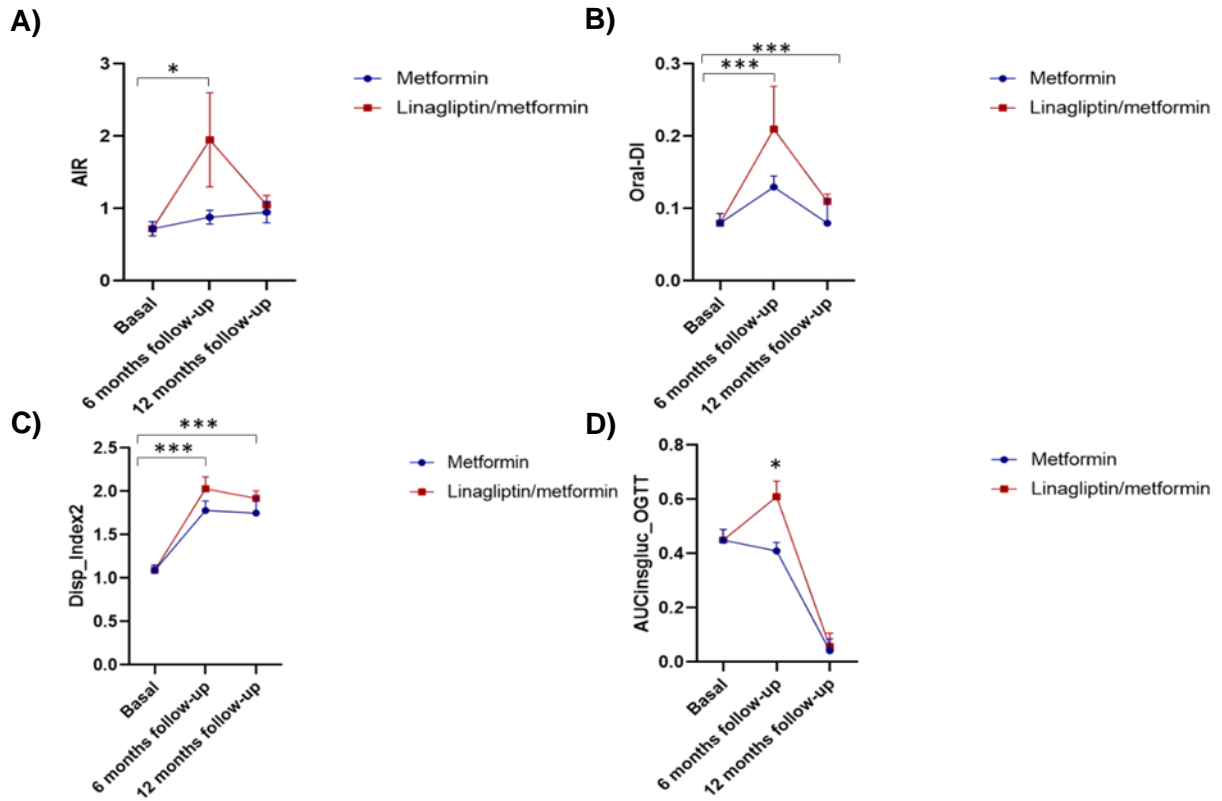 A)
*
3
2
1
0
AIR
Basal
6 months follow-up
12 months follow-up
Metformin
Linagliptin/metformin
B)
***
***
0.3
0.2
0.1
0.0
Oral-DI
Basal
6 months follow-up
12 months follow-up
Metformin
Linagliptin/metformin
C)
***
***
2.5
2.0
1.5
1.0
0.5
0.0
Disp_Index2
Basal
6 months follow-up
12 months follow-up
Metformin
Linagliptin/metformin
D)
*
0.8
0.6
0.4
0.2
0.0
AUCinsgluc_OGTT
Basal
6 months follow-up
12 months follow-up
Metformin
Linagliptin/metformin